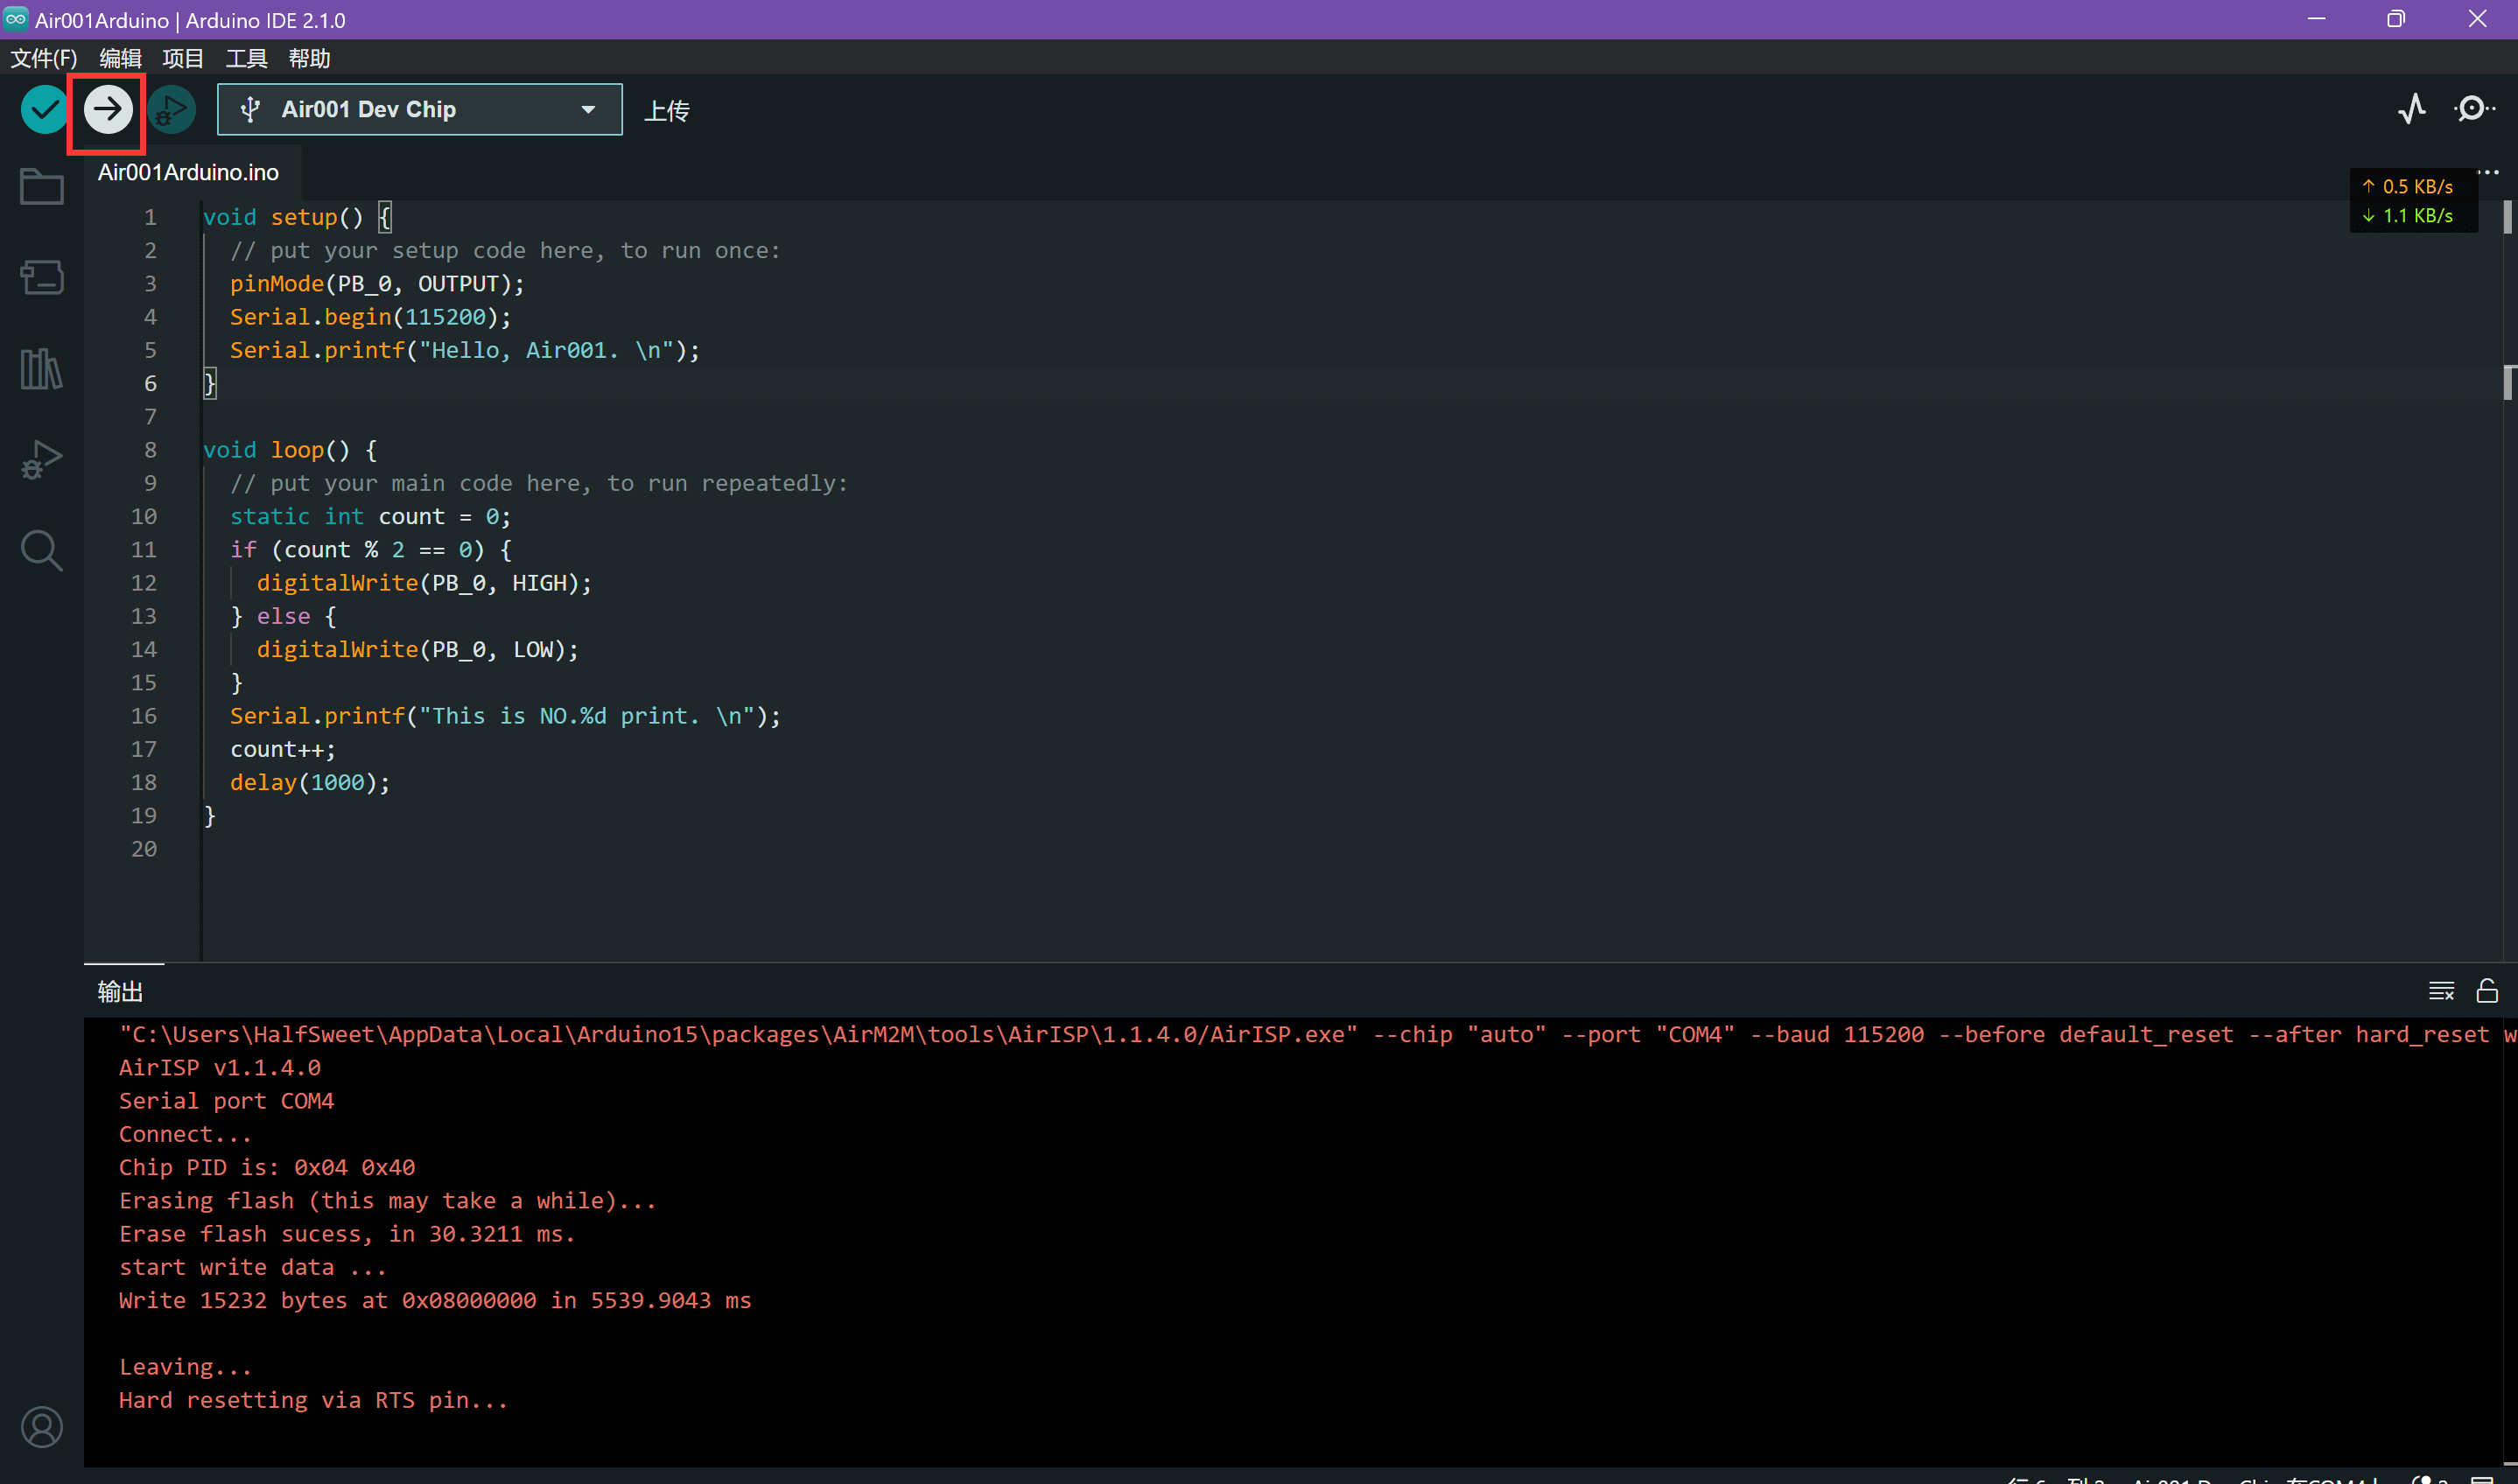 Air001Arduino | Arduino IDE 2.1.0
文件(F) 编辑 项目 工具 帮助
Air001 Dev Chip
上传
Air001Arduino.ino
↑ 0.5 KB/s
↓ 1.1 KB/s
1 void setup() {
2 // put your setup code here, to run once:
3 pinMode(PB_0, OUTPUT);
4 Serial.begin(115200);
5 Serial.printf("Hello, Air001. \n");
6 }
7
8 void loop() {
9 // put your main code here, to run repeatedly:
10 static int count = 0;
11 if (count % 2 == 0) {
12 digitalWrite(PB_0, HIGH);
13 } else {
14 digitalWrite(PB_0, LOW);
15 }
16 Serial.printf("This is NO.%d print. \n");
17 count++;
18 delay(1000);
19 }
20
输出
"C:\Users\HalfSweet\AppData\Local\Arduino15\packages\AirM2M\tools\AirISP\1.1.4.0/AirISP.exe" --chip "auto" --port "COM4" --baud 115200 --before default_reset --after hard_reset w
AirISP v1.1.4.0
Serial port COM4
Connect...
Chip PID is: 0x04 0x40
Erasing flash (this may take a while)...
Erase flash sucess, in 30.3211 ms.
start write data ...
Write 15232 bytes at 0x08000000 in 5539.9043 ms
Leaving...
Hard resetting via RTS pin...